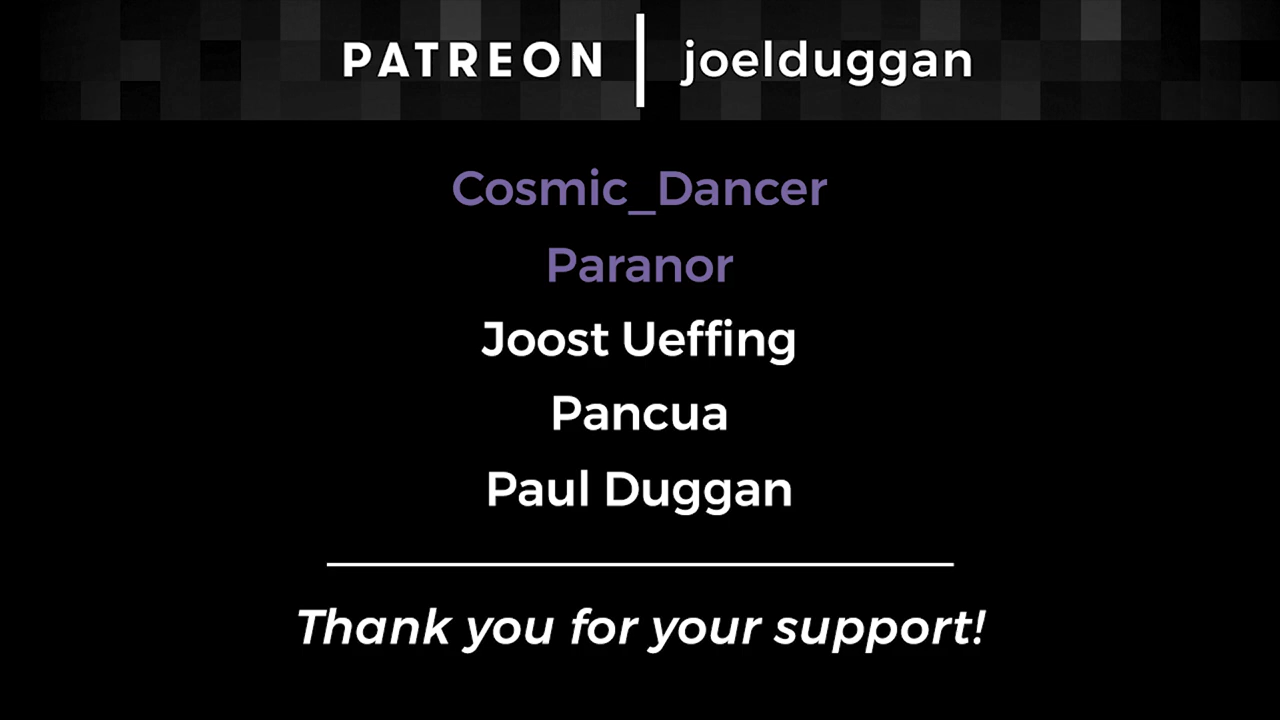 PATREON | joelduggan
Cosmic_Dancer
Paranor
Joost Ueffing
Pancua
Paul Duggan
Thank you for your support!